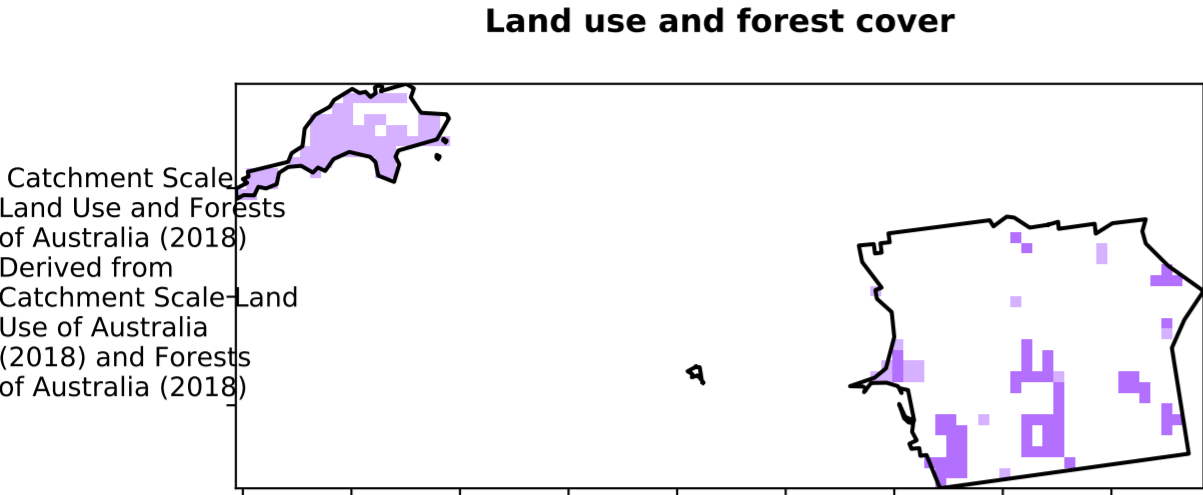 Land use and forest cover
Catchment Scale
Land Use and Forests
of Australia (2018)
Derived from
Catchment Scale Land
Use of Australia
(2018) and Forests
of Australia (2018)